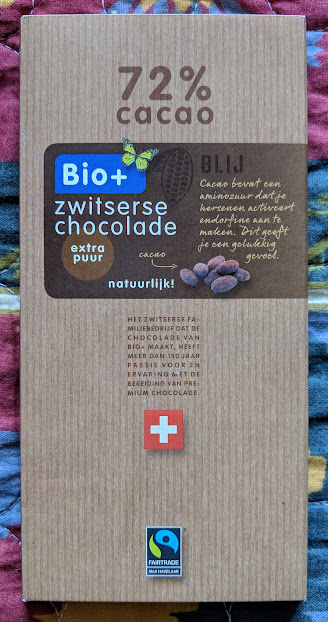 72%
cacao
Bio+
zwitserse
chocolade
extra
puur
BLIJ
Cacao bevat een
aminozuur dat je
hersenen activeert
endorfine aan te
maken. Dit geeft
je een gelukkig
gevoel.
cacao
natuurlijk!
HET ZWITSERSE FA-
MILIEBEDRIJF DAT DE
CHOCOLADE VAN
BIO+ MAAKT, HEEFT
MEER DAN 150 JAAR
PASSIE VOOR EN
ERVARING MET DE
BEREIDING VAN PRE-
MIUM CHOCOLADE.
FAIRTRADE
MAX HAVELAAR